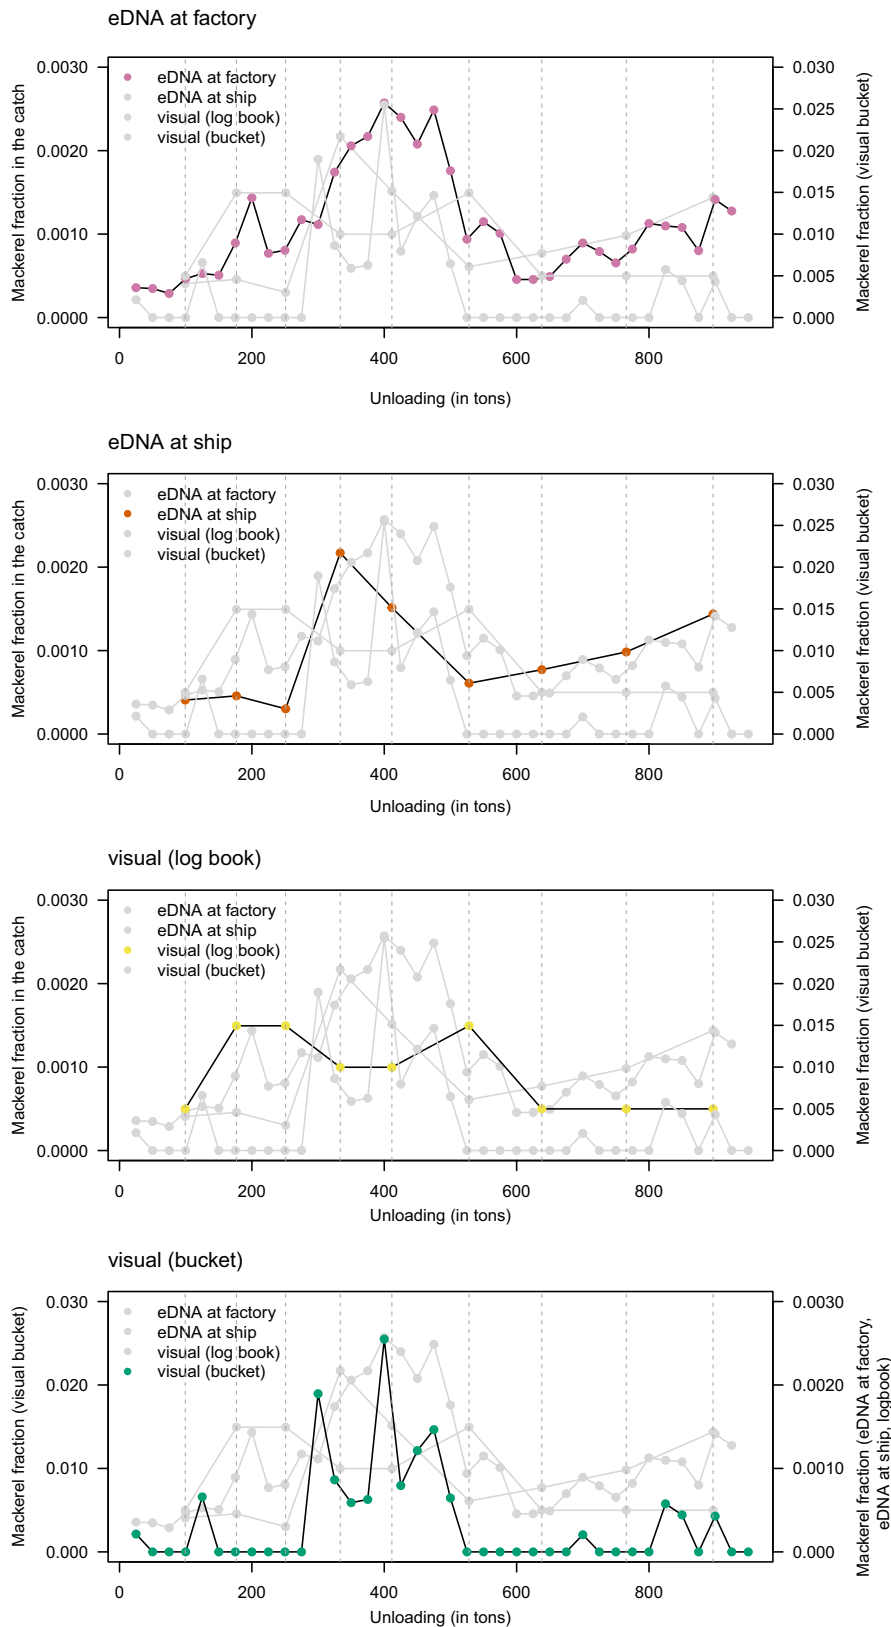 eDNA at factory
Mackerel fraction in the catch
0.0030
0.0020
0.0010
0.0000
eDNA at factory
eDNA at ship
visual (log book)
visual (bucket)
0.030
0.025
0.020
0.015
0.010
0.005
0.000
Mackerel fraction (visual bucket)
0 200 400 600 800
Unloading (in tons)
eDNA at ship
Mackerel fraction in the catch
0.0030
0.0020
0.0010
0.0000
eDNA at factory
eDNA at ship
visual (log book)
visual (bucket)
0.030
0.025
0.020
0.015
0.010
0.005
0.000
Mackerel fraction (visual bucket)
0 200 400 600 800
Unloading (in tons)
visual (log book)
Mackerel fraction in the catch
0.0030
0.0020
0.0010
0.0000
eDNA at factory
eDNA at ship
visual (log book)
visual (bucket)
0.030
0.025
0.020
0.015
0.010
0.005
0.000
Mackerel fraction (visual bucket)
0 200 400 600 800
Unloading (in tons)
visual (bucket)
Mackerel fraction (visual bucket)
0.030
0.020
0.010
0.000
eDNA at factory
eDNA at ship
visual (log book)
visual (bucket)
0.0030
0.0020
0.0010
0.0000
Mackerel fraction (eDNA at factory,
eDNA at ship, logbook)
0 200 400 600 800
Unloading (in tons)